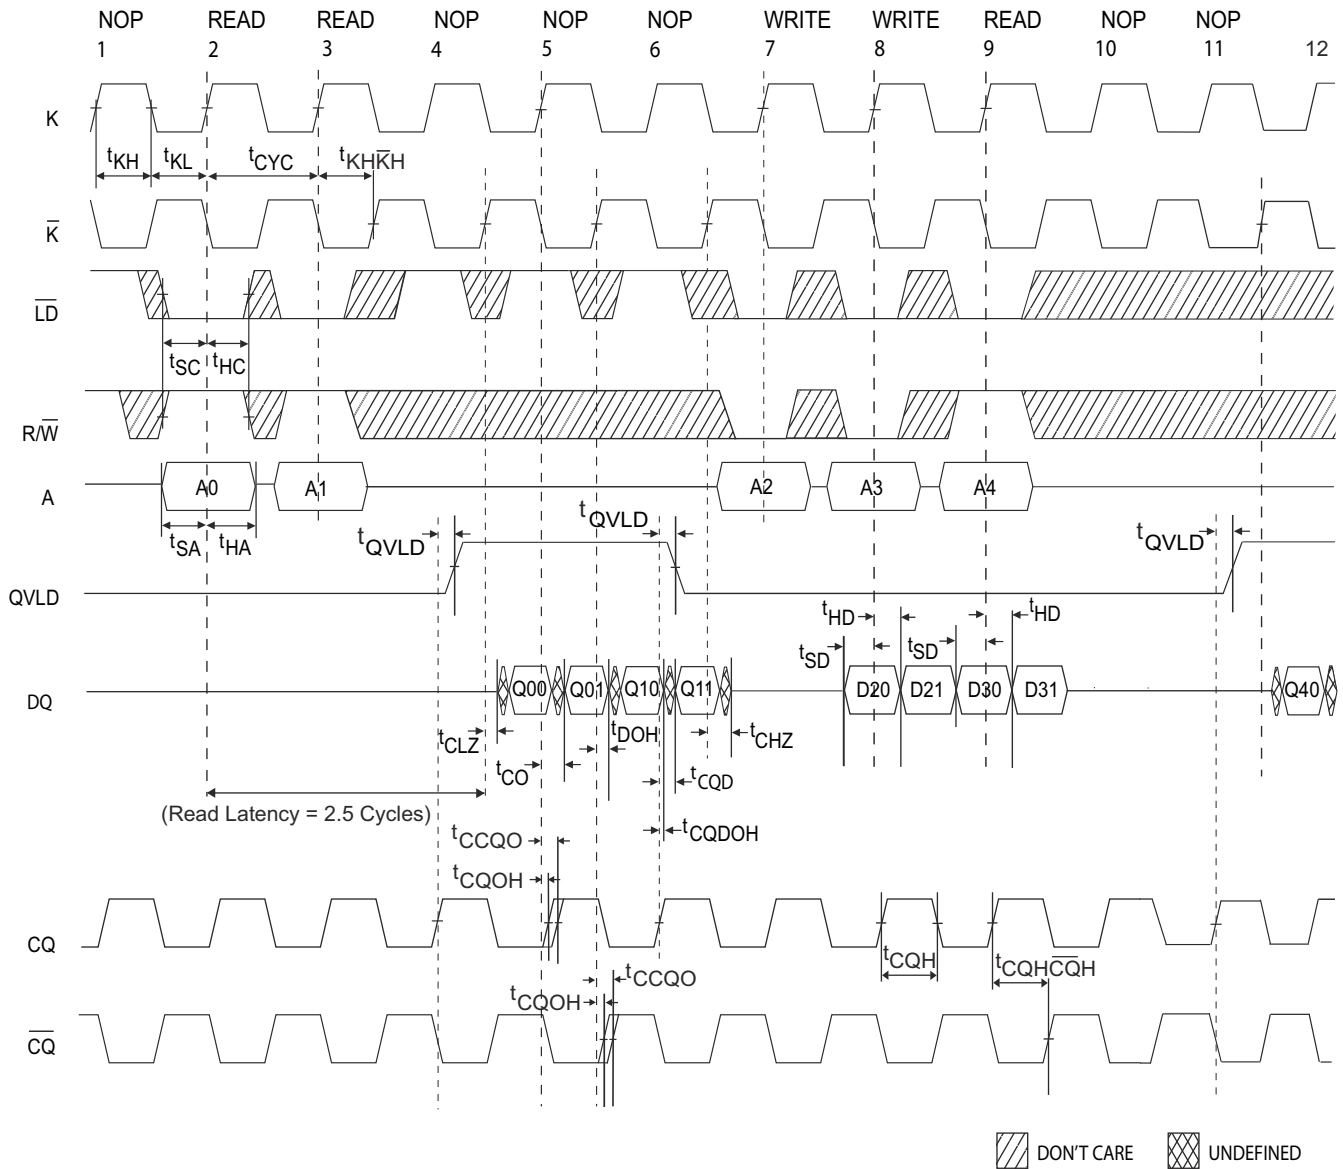 NOP READ READ NOP NOP NOP WRITE WRITE READ NOP NOP
1 2 3 4 5 6 7 8 9 10 11 12
K
tKH tKL tCYC tKHK̅H
K̅
L̅D̅
tSC tHC
R/W̅
A A0 A1 A2 A3 A4
tSA tHA tQVLD tQVLD tQVLD
QVLD
tHD tHD
tSD tSD
DQ Q00 Q01 Q10 Q11 D20 D21 D30 D31 Q40
tCLZ tDOH tCHZ
tCO tCQD
(Read Latency = 2.5 Cycles)
tCQDOH
tCCQO
tCQOH
CQ
tCQH tCQHC̅Q̅H
tCCQO
tCQOH
C̅Q̅
DON'T CARE UNDEFINED